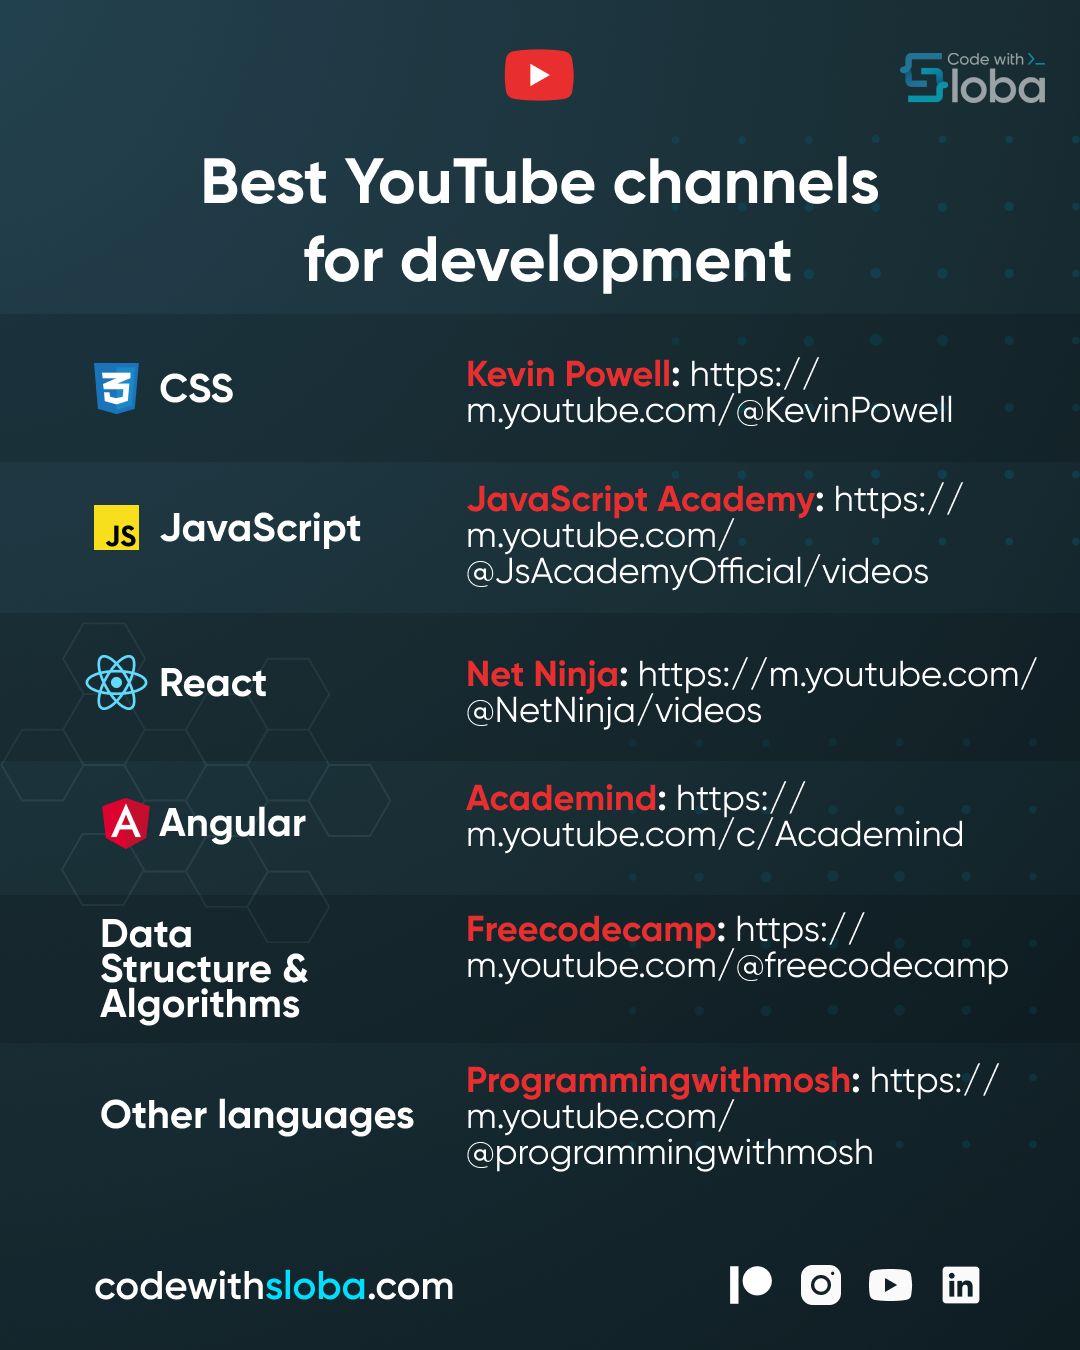 Code with
Sloba
Best YouTube channels
for development
CSS
Kevin Powell: https://
m.youtube.com/@KevinPowell
JS
JavaScript
JavaScript Academy: https://
m.youtube.com/
@JsAcademyOfficial/videos
React
Net Ninja: https://m.youtube.com/
@NetNinja/videos
Angular
Academind: https://
m.youtube.com/c/Academind
Data
Structure &
Algorithms
Freecodecamp: https://
m.youtube.com/@freecodecamp
Other languages
Programmingwithmosh: https://
m.youtube.com/
@programmingwithmosh
codewithsloba.com
in